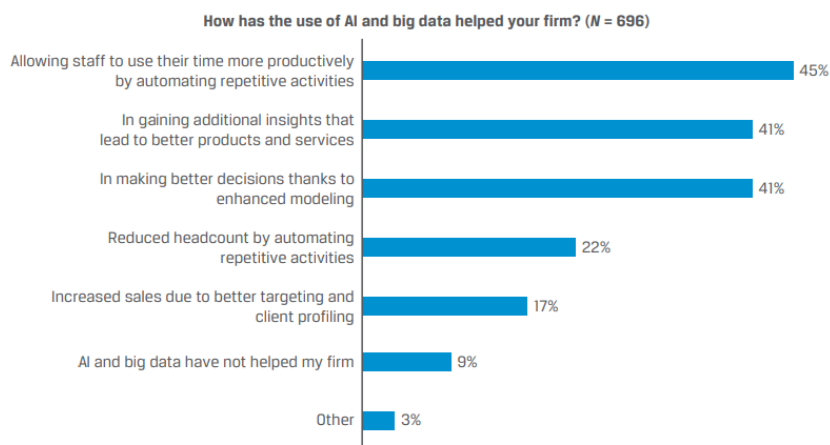 How has the use of AI and big data helped your firm? (N = 696)
Allowing staff to use their time more productively
by automating repetitive activities
45%
In gaining additional insights that
lead to better products and services
41%
In making better decisions thanks to
enhanced modeling
41%
Reduced headcount by automating
repetitive activities
22%
Increased sales due to better targeting and
client profiling
17%
AI and big data have not helped my firm
9%
Other
3%